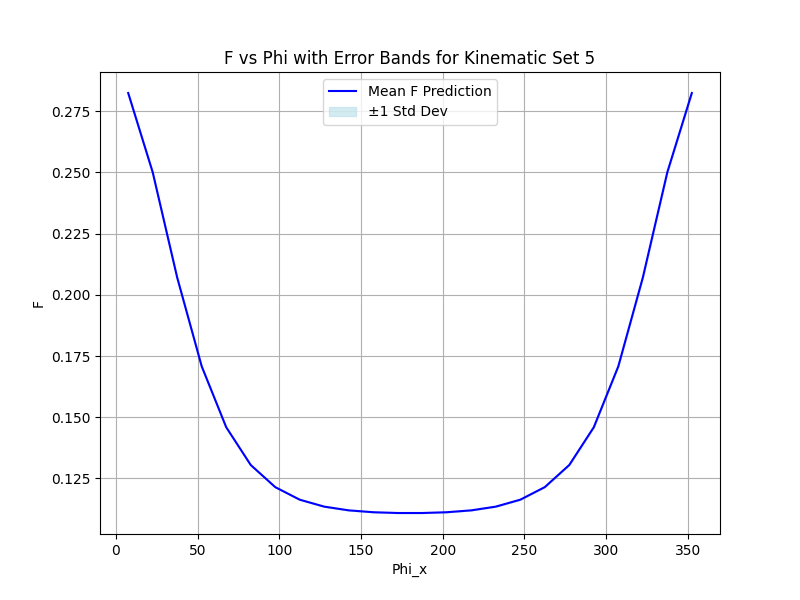 F vs Phi with Error Bands for Kinematic Set 5
Mean F Prediction
±1 Std Dev
0.275
0.250
0.225
0.200
0.175
0.150
0.125
F
0 50 100 150 200 250 300 350
Phi_x